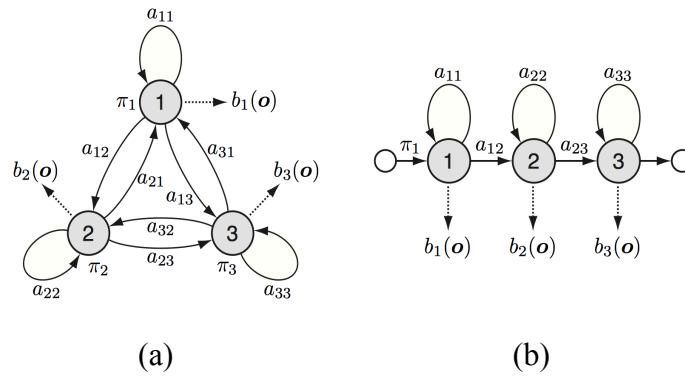 a₁₁
π₁ 1 b₁(o)
a₁₂ a₂₁ a₁₃ a₃₁
b₂(o) b₃(o)
2 a₃₂ 3
a₂₃
π₂ π₃
a₂₂ a₃₃
(a)
a₁₁ a₂₂ a₃₃
π₁ 1 a₁₂ 2 a₂₃ 3
b₁(o) b₂(o) b₃(o)
(b)